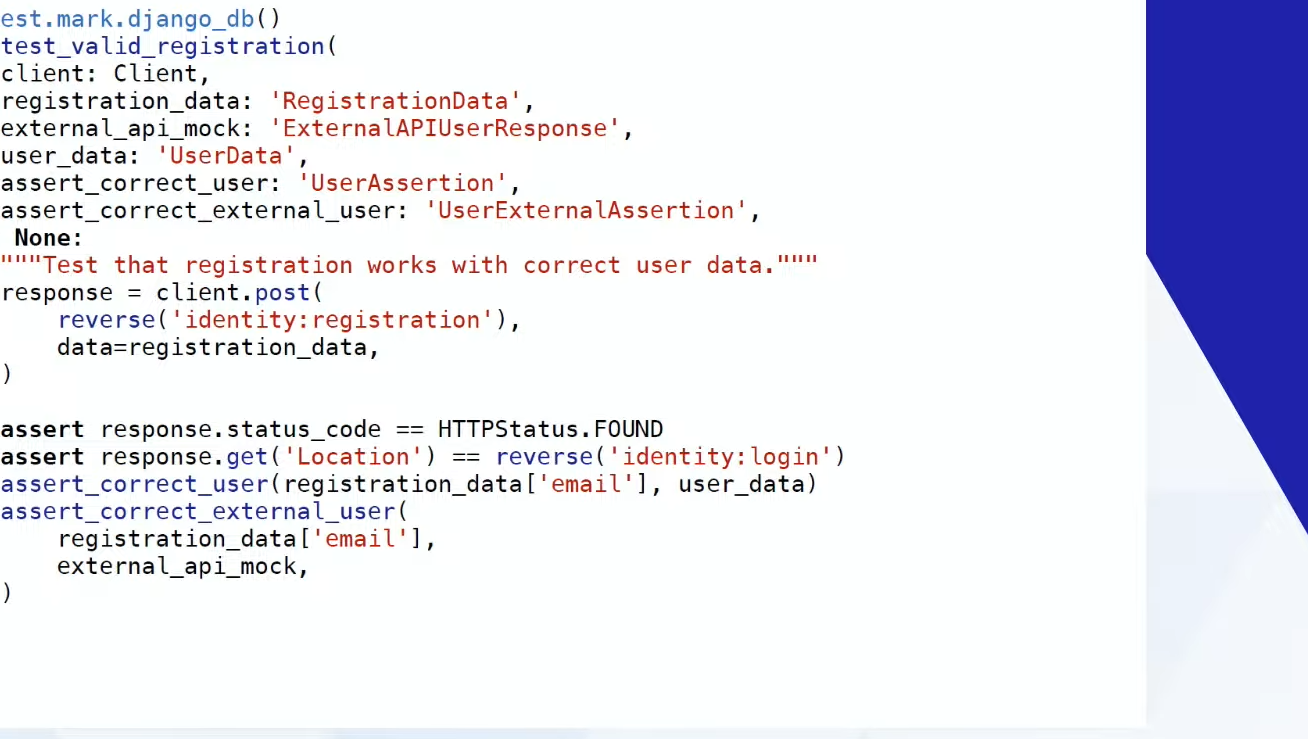 est.mark.django_db()
test_valid_registration(
client: Client,
registration_data: 'RegistrationData',
external_api_mock: 'ExternalAPIUserResponse',
user_data: 'UserData',
assert_correct_user: 'UserAssertion',
assert_correct_external_user: 'UserExternalAssertion',
None:
"""Test that registration works with correct user data."""
response = client.post(
reverse('identity:registration'),
data=registration_data,
)
assert response.status_code == HTTPStatus.FOUND
assert response.get('Location') == reverse('identity:login')
assert_correct_user(registration_data['email'], user_data)
assert_correct_external_user(
registration_data['email'],
external_api_mock,
)